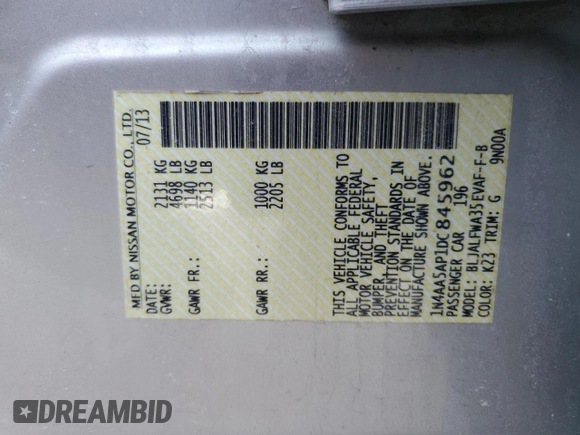 MFD BY NISSAN MOTOR CO., LTD.
DATE: 07/13
GVWR: 2131 KG
4698 LB
GAWR FR.: 1140 KG
2513 LB
GAWR RR.: 1000 KG
2205 LB
THIS VEHICLE CONFORMS TO
ALL APPLICABLE FEDERAL
MOTOR VEHICLE SAFETY,
BUMPER, AND THEFT
PREVENTION STANDARDS IN
EFFECT ON THE DATE OF
MANUFACTURE SHOWN ABOVE.
1N4AA5AP1DC845962
PASSENGER CAR 196
MODEL: BLJALFWA35EVAF-F-B
COLOR: K23 TRIM: G 9N00A
DREAMBID